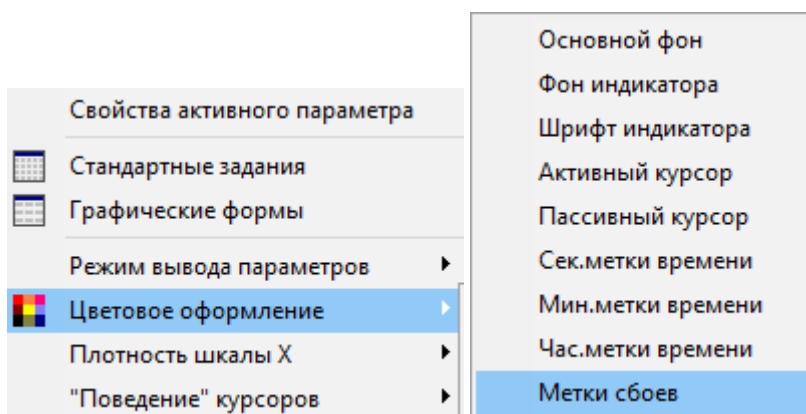 Свойства активного параметра
Стандартные задания
Графические формы
Режим вывода параметров
Цветовое оформление
Плотность шкалы X
"Поведение" курсоров
Основной фон
Фон индикатора
Шрифт индикатора
Активный курсор
Пассивный курсор
Сек.метки времени
Мин.метки времени
Час.метки времени
Метки сбоев